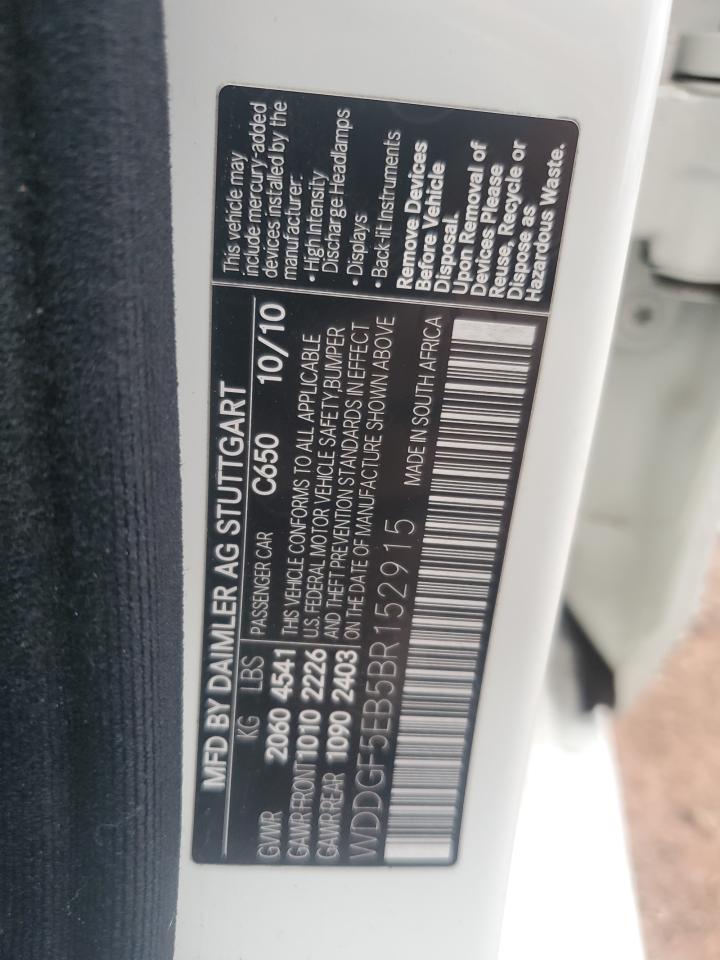 MFD BY DAIMLER AG STUTTGART
KG LBS
GVWR 2060 4541
GAWR FRONT 1010 2226
GAWR REAR 1090 2403
PASSENGER CAR C650 10/10
THIS VEHICLE CONFORMS TO ALL APPLICABLE
U.S. FEDERAL MOTOR VEHICLE SAFETY,BUMPER
AND THEFT PREVENTION STANDARDS IN EFFECT
ON THE DATE OF MANUFACTURE SHOWN ABOVE
WDDGF5EB5BR152915 MADE IN SOUTH AFRICA
This vehicle may
include mercury-added
devices installed by the
manufacturer:
• High Intensity
Discharge Headlamps
• Displays
• Back-lit Instruments
Remove Devices
Before Vehicle
Disposal.
Upon Removal of
Devices Please
Reuse, Recycle or
Dispose as
Hazardous Waste.